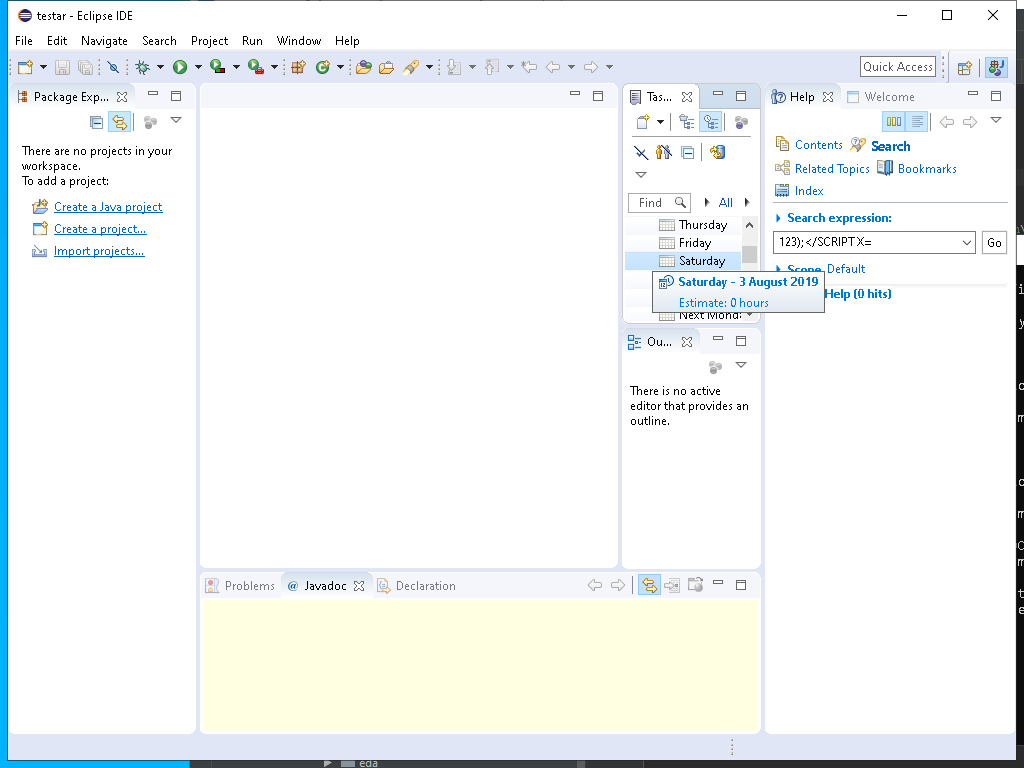 testar - Eclipse IDE
File Edit Navigate Search Project Run Window Help
Quick Access
Package Exp...
There are no projects in your
workspace.
To add a project:
Create a Java project
Create a project...
Import projects...
Tas...
Find
All
Thursday
Friday
Saturday
Saturday - 3 August 2019
Estimate: 0 hours
Next Mond
Ou...
There is no active
editor that provides an
outline.
Help
Welcome
Contents
Search
Related Topics
Bookmarks
Index
Search expression:
123);</SCRIPTX=
Go
Scope
Default
Help (0 hits)
Problems
@ Javadoc
Declaration
eda